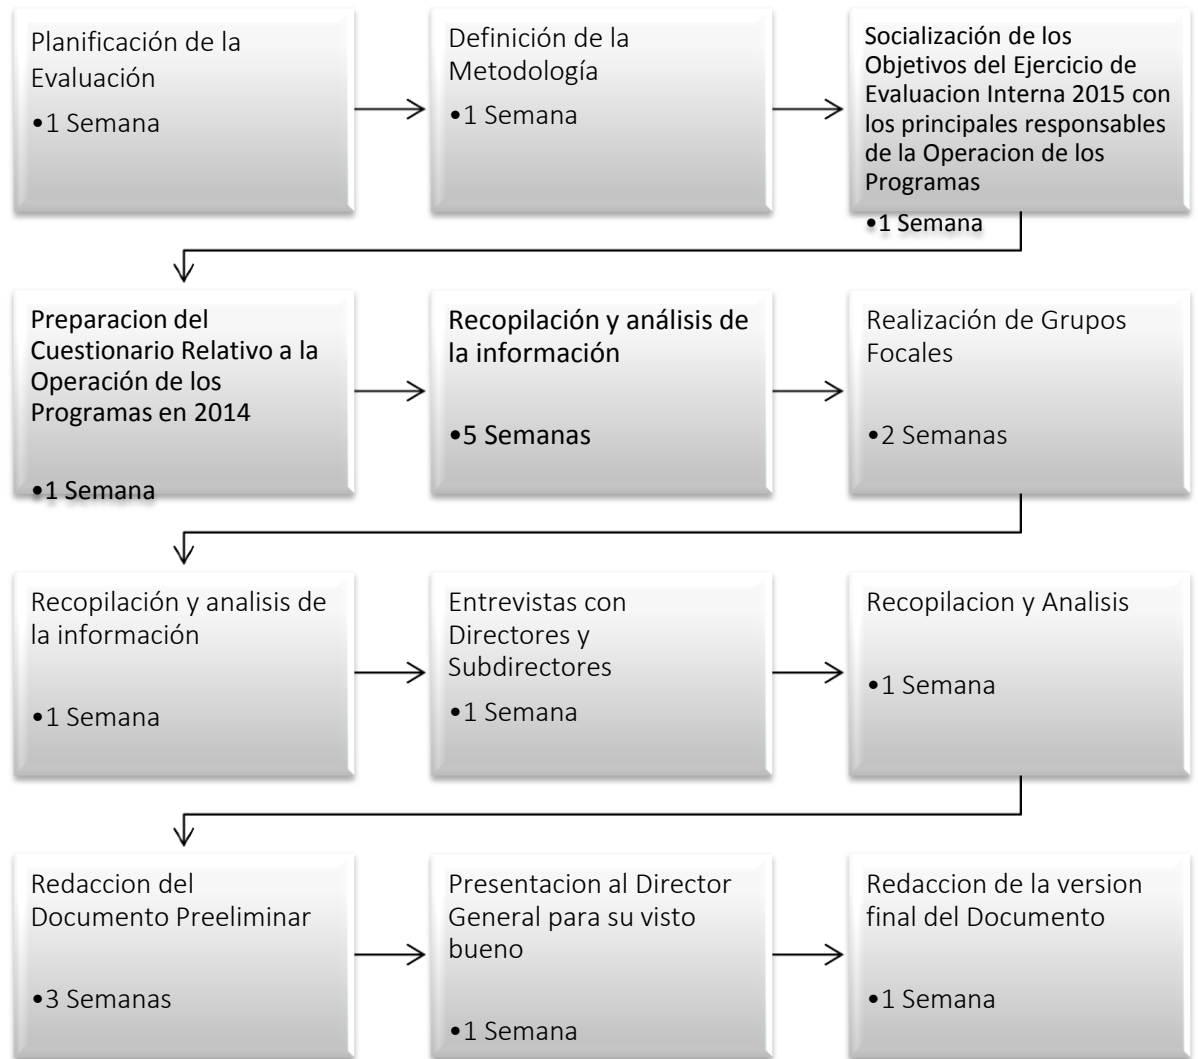 Planificación de la
Evaluación
•1 Semana
Definición de la
Metodología
•1 Semana
Socialización de los
Objetivos del Ejercicio de
Evaluacion Interna 2015 con
los principales responsables
de la Operacion de los
Programas
•1 Semana
Preparacion del
Cuestionario Relativo a la
Operación de los
Programas en 2014
•1 Semana
Recopilación y análisis de
la información
•5 Semanas
Realización de Grupos
Focales
•2 Semanas
Recopilación y analisis de
la información
•1 Semana
Entrevistas con
Directores y
Subdirectores
•1 Semana
Recopilacion y Analisis
•1 Semana
Redaccion del
Documento Preeliminar
•3 Semanas
Presentacion al Director
General para su visto
bueno
•1 Semana
Redaccion de la version
final del Documento
•1 Semana